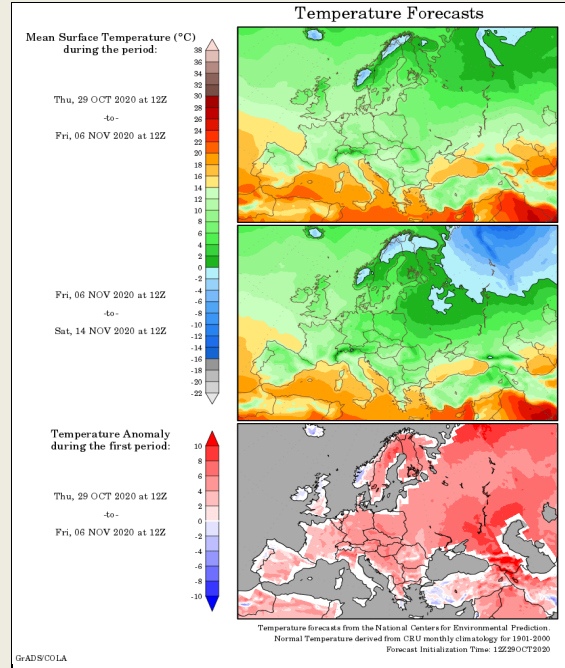 Temperature Forecasts
Mean Surface Temperature (°C)
during the period:
Thu, 29 OCT 2020 at 12Z
-to-
Fri, 06 NOV 2020 at 12Z
38
36
34
32
30
28
26
24
22
20
18
16
14
12
10
8
6
4
2
0
-2
-4
-6
-8
-10
-12
-14
-16
-18
-20
-22
Fri, 06 NOV 2020 at 12Z
-to-
Sat, 14 NOV 2020 at 12Z
Temperature Anomaly
during the first period:
Thu, 29 OCT 2020 at 12Z
-to-
Fri, 06 NOV 2020 at 12Z
10
8
6
4
2
0
-2
-4
-6
-8
-10
Temperature forecasts from the National Centers for Environmental Prediction.
Normal Temperature derived from CRU monthly climatology for 1901-2000
Forecast Initialization Time: 12Z29OCT2020
GrADS/COLA